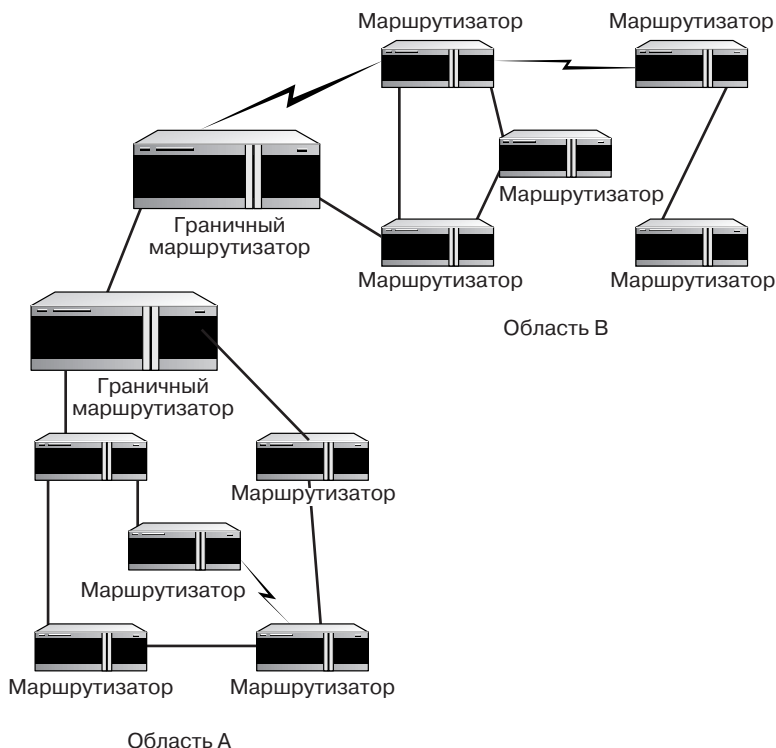 Маршрутизатор
Маршрутизатор
Маршрутизатор
Граничный
маршрутизатор
Маршрутизатор
Маршрутизатор
Область В
Граничный
маршрутизатор
Маршрутизатор
Маршрутизатор
Маршрутизатор
Маршрутизатор
Область А